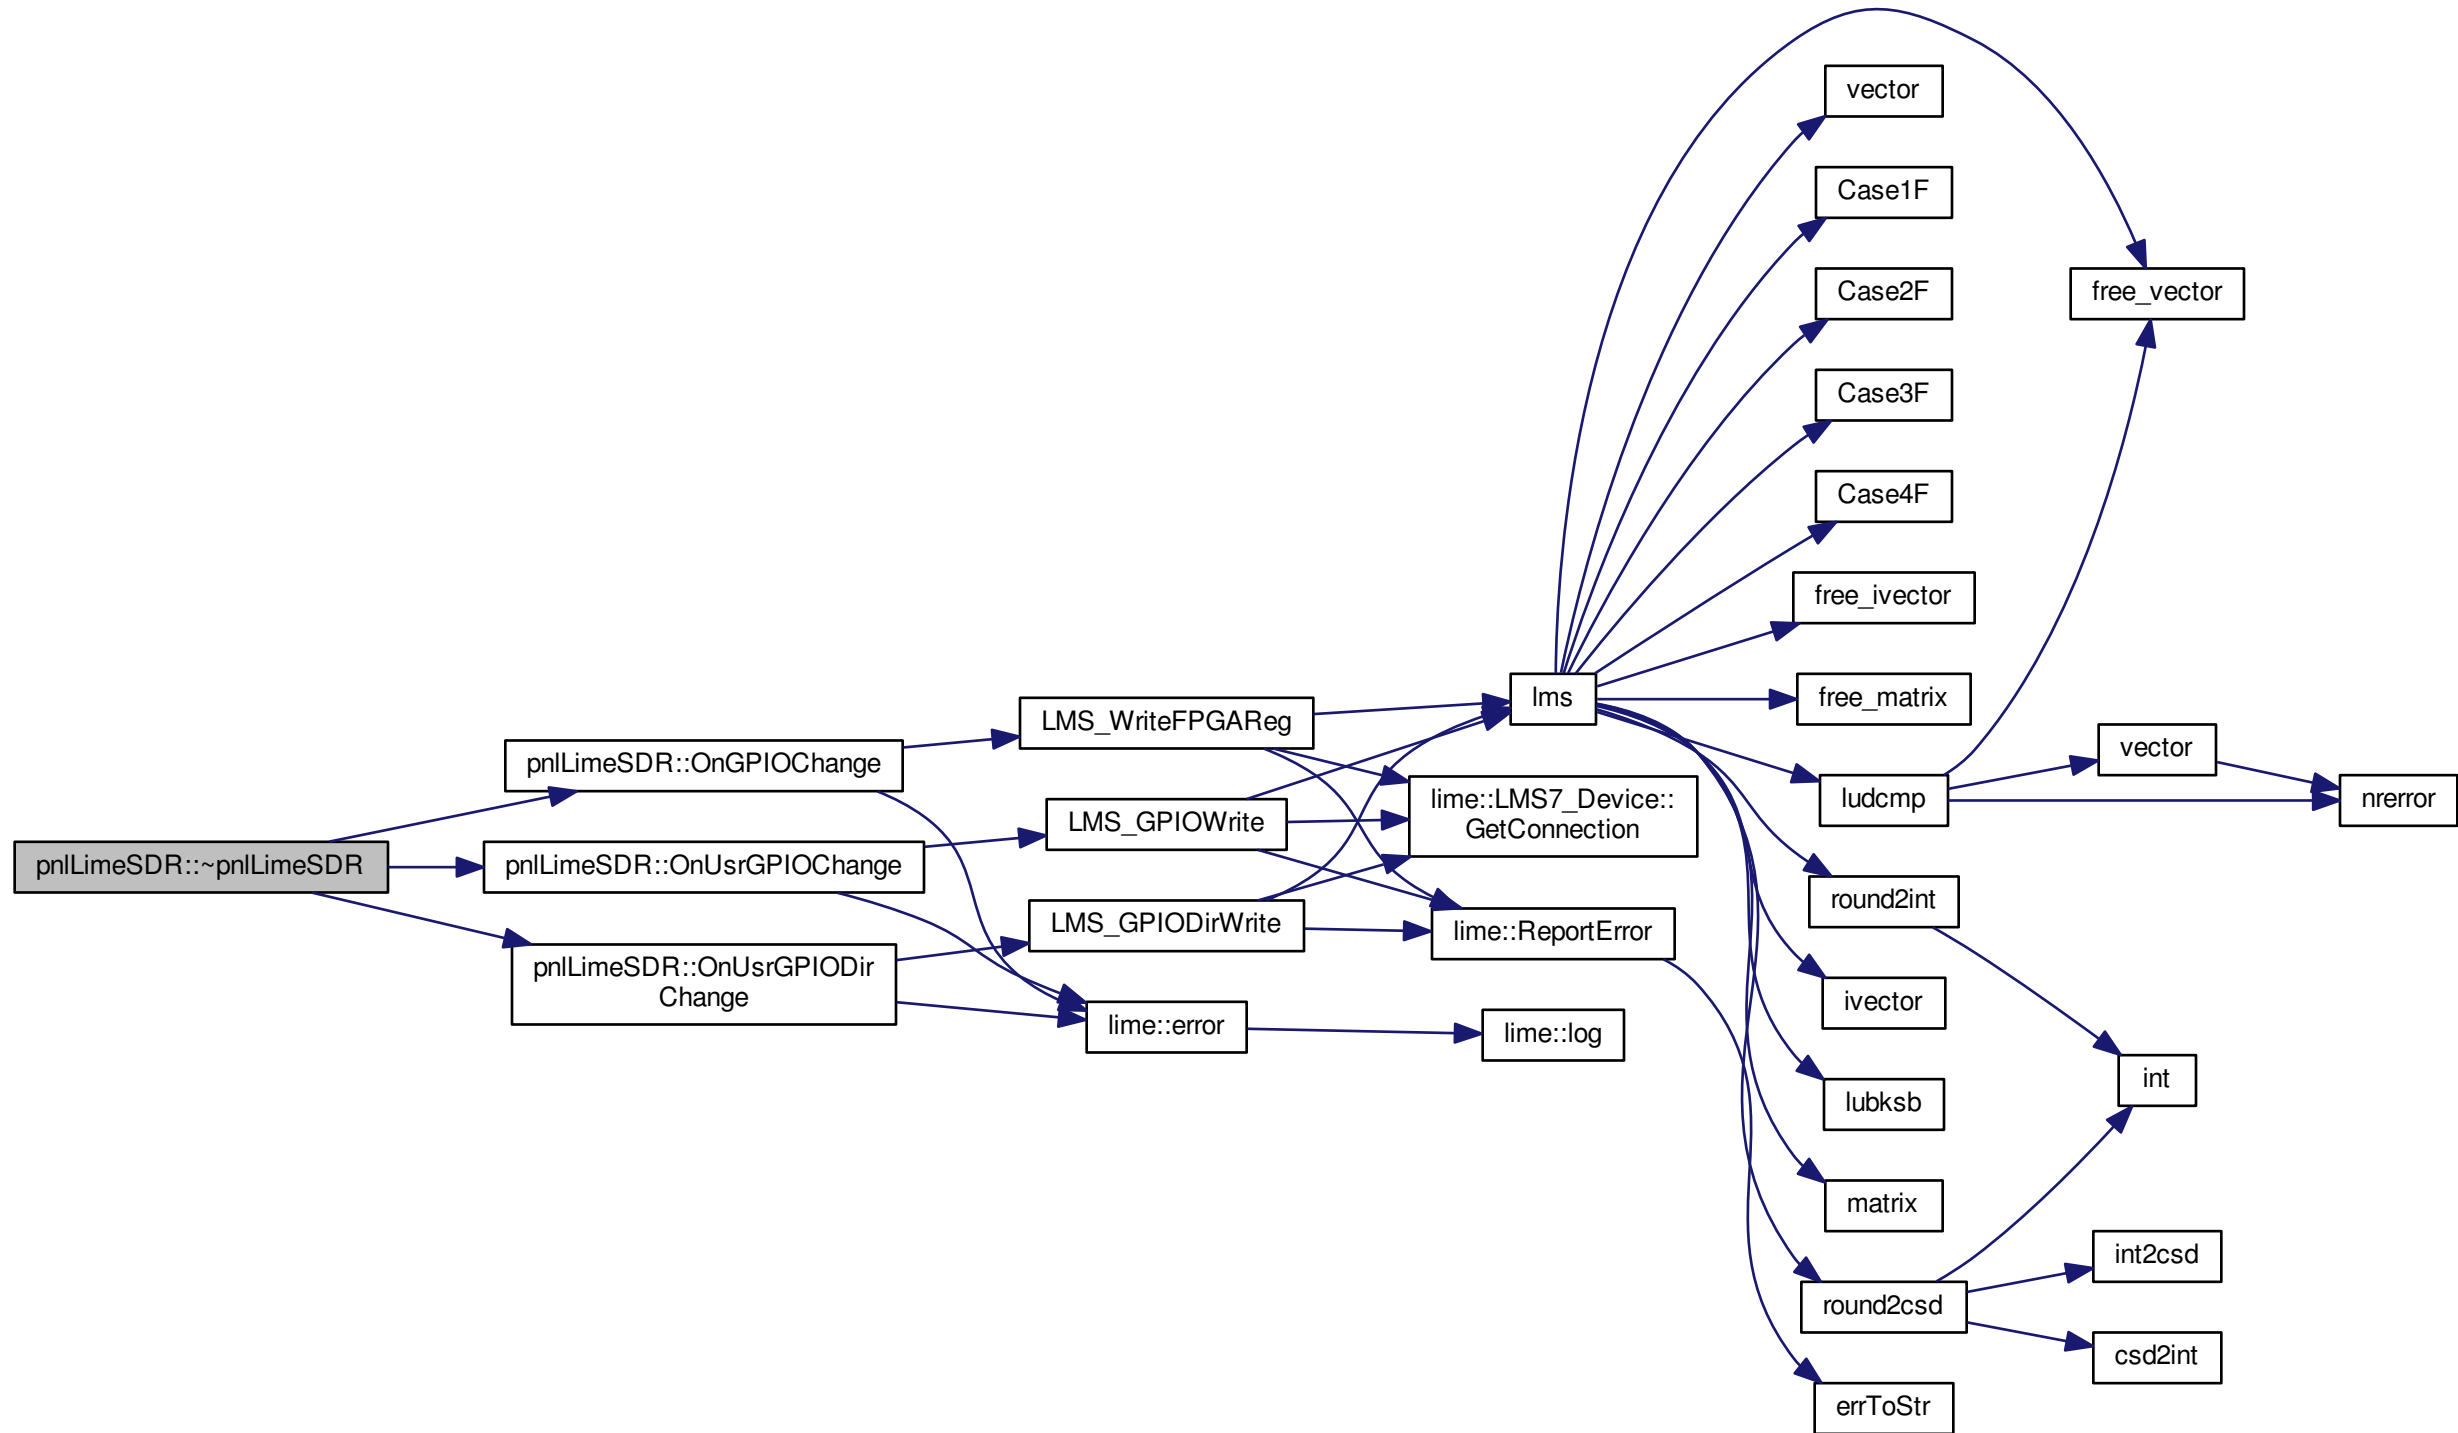 pnlLimeSDR::~pnlLimeSDR
pnlLimeSDR::OnGPIOChange
pnlLimeSDR::OnUsrGPIOChange
pnlLimeSDR::OnUsrGPIODir
Change
LMS_WriteFPGAReg
LMS_GPIOWrite
LMS_GPIODirWrite
lime::error
lms
lime::LMS7_Device::
GetConnection
lime::ReportError
lime::log
vector
Case1F
Case2F
Case3F
Case4F
free_ivector
free_matrix
ludcmp
round2int
ivector
lubksb
matrix
round2csd
errToStr
free_vector
vector
int
int2csd
csd2int
nrerror